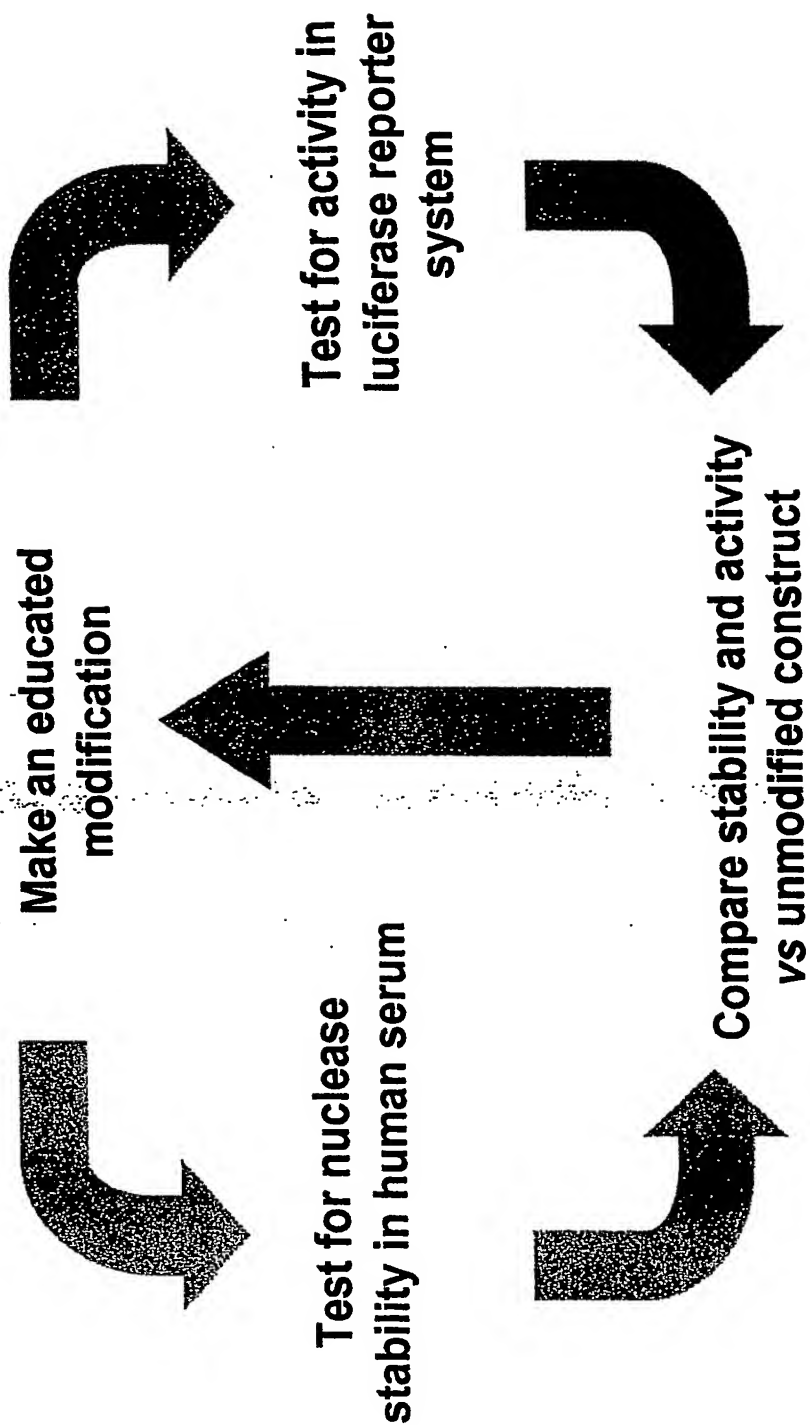 Make an educated
modification
Test for nuclease
stability in human serum
Test for activity in
luciferase reporter
system
Compare stability and activity
vs unmodified construct